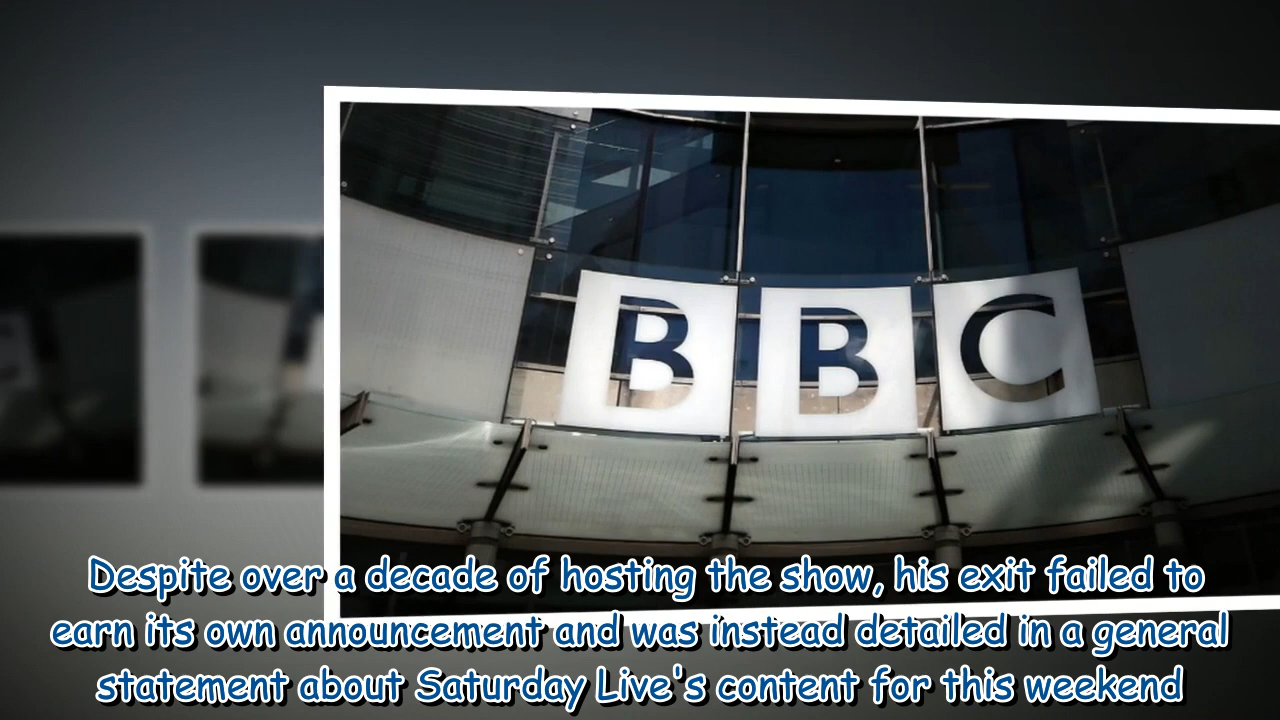 BBC
Despite over a decade of hosting the show, his exit failed to
earn its own announcement and was instead detailed in a general
statement about Saturday Live's content for this weekend